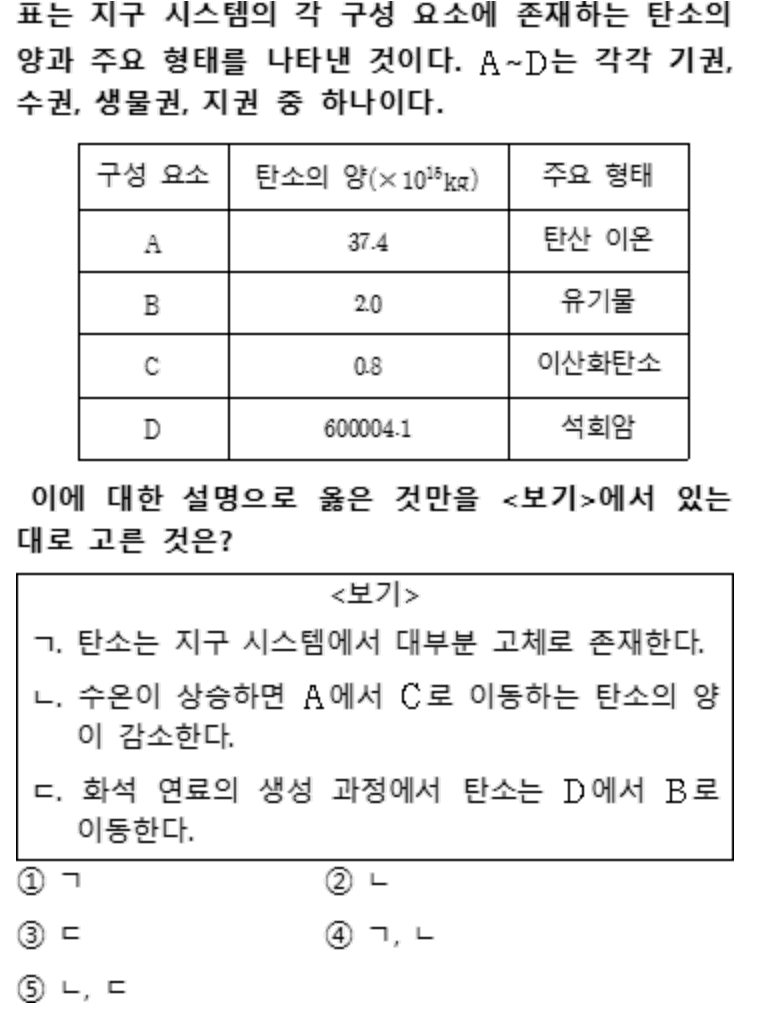 표는 지구 시스템의 각 구성 요소에 존재하는 탄소의
양과 주요 형태를 나타낸 것이다. A~D는 각각 기권,
수권, 생물권, 지권 중 하나이다.
구성 요소 탄소의 양(×10¹⁵kg) 주요 형태
A 37.4 탄산 이온
B 2.0 유기물
C 0.8 이산화탄소
D 600004.1 석회암
이에 대한 설명으로 옳은 것만을 <보기>에서 있는
대로 고른 것은?
<보기>
ㄱ. 탄소는 지구 시스템에서 대부분 고체로 존재한다.
ㄴ. 수온이 상승하면 A에서 C로 이동하는 탄소의 양
이 감소한다.
ㄷ. 화석 연료의 생성 과정에서 탄소는 D에서 B로
이동한다.
① ㄱ ② ㄴ
③ ㄷ ④ ㄱ, ㄴ
⑤ ㄴ, ㄷ